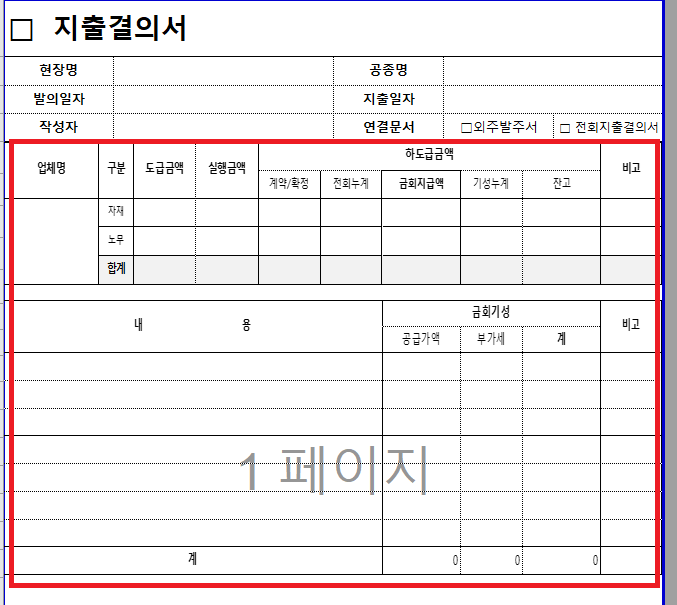 □ 지출결의서
현장명 공종명
발의일자 지출일자
작성자 연결문서 □외주발주서 □ 전회지출결의서
업체명 구분 도급금액 실행금액 하도급금액 비고
계약/확정 전회누계 금회지급액 기성누계 잔고
자재
노무
합계
내 용 금회기성 비고
공급가액 부가세 계
1 페이지
계 0 0 0